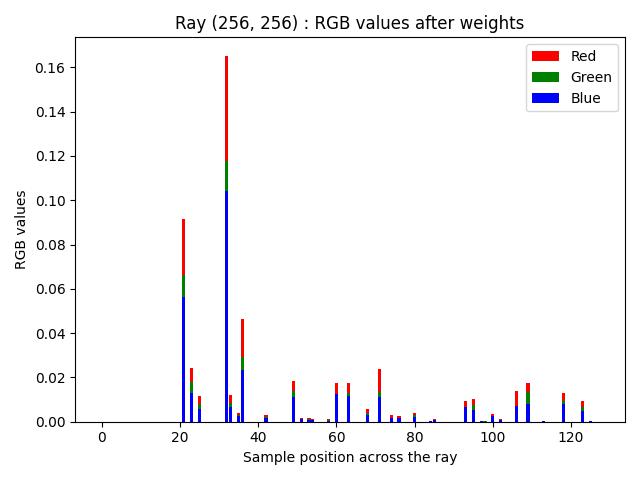 Ray (256, 256) : RGB values after weights
Red
Green
Blue
RGB values
0.16
0.14
0.12
0.10
0.08
0.06
0.04
0.02
0.00
0 20 40 60 80 100 120
Sample position across the ray